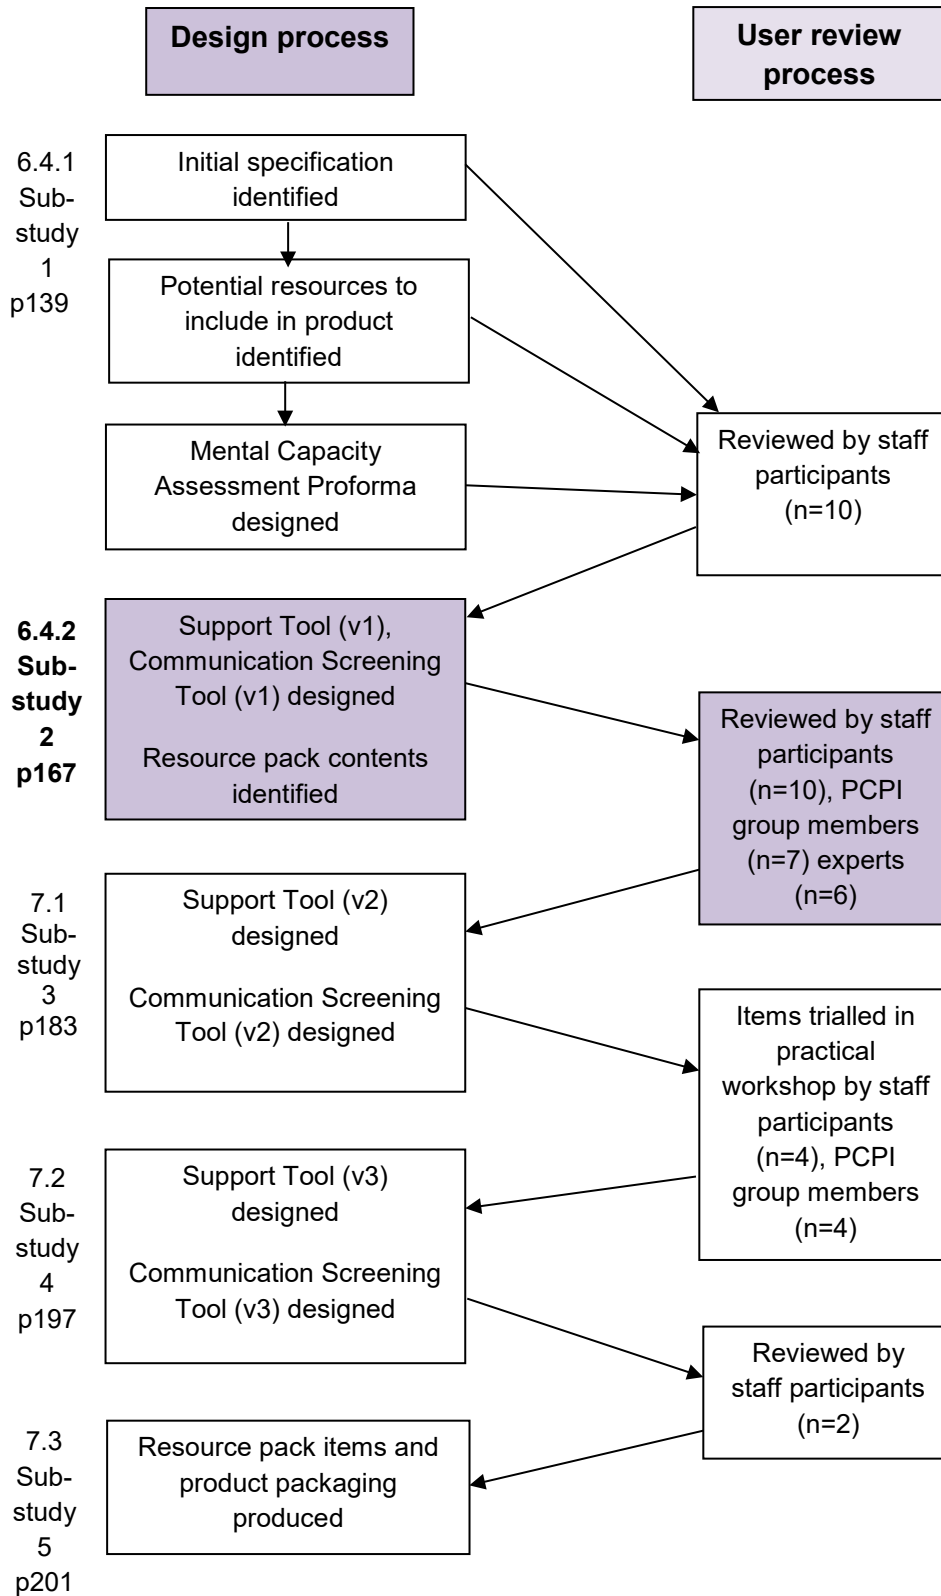 Design process
User review
process
6.4.1
Sub-
study
1
p139
Initial specification
identified
Potential resources to
include in product
identified
Mental Capacity
Assessment Proforma
designed
Reviewed by staff
participants
(n=10)
6.4.2
Sub-
study
2
p167
Support Tool (v1),
Communication Screening
Tool (v1) designed
Resource pack contents
identified
Reviewed by staff
participants
(n=10), PCPI
group members
(n=7) experts
(n=6)
7.1
Sub-
study
3
p183
Support Tool (v2)
designed
Communication Screening
Tool (v2) designed
Items trialled in
practical
workshop by staff
participants
(n=4), PCPI
group members
(n=4)
7.2
Sub-
study
4
p197
Support Tool (v3)
designed
Communication Screening
Tool (v3) designed
Reviewed by
staff participants
(n=2)
7.3
Sub-
study
5
p201
Resource pack items and
product packaging
produced